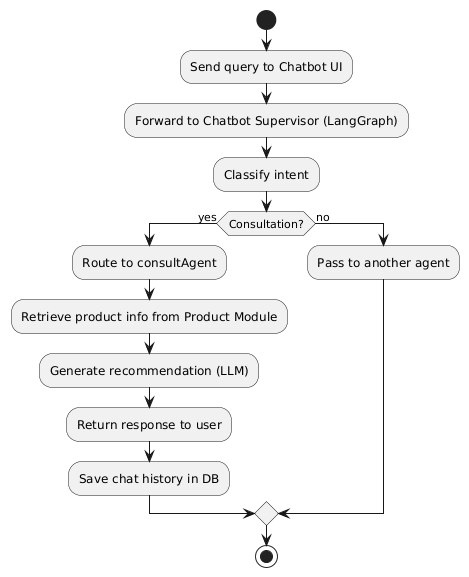 Send query to Chatbot UI
Forward to Chatbot Supervisor (LangGraph)
Classify intent
yes
Consultation?
no
Route to consultAgent
Pass to another agent
Retrieve product info from Product Module
Generate recommendation (LLM)
Return response to user
Save chat history in DB